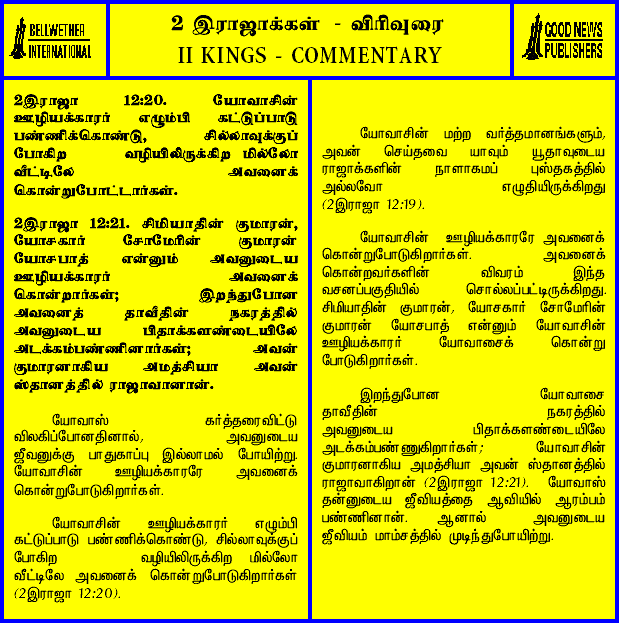 BELLWETHER
INTERNATIONAL
2 இராஜாக்கள் - விரிவுரை
II KINGS - COMMENTARY
GOOD NEWS
PUBLISHERS
2இராஜா 12:20. யோவாசின்
ஊழியக்காரர் எழும்பி கட்டுப்பாடு
பண்ணிக்கொண்டு, சில்லாவுக்குப்
போகிற வழியிலிருக்கிற மில்லோ
வீட்டிலே அவனைக்
கொன்றுபோட்டார்கள்.
2இராஜா 12:21. சிமியாதின் குமாரன்,
யோசகார் சோமேரின் குமாரன்
யோசபாத் என்னும் அவனுடைய
ஊழியக்காரர் அவனைக்
கொன்றார்கள்; இறந்துபோன
அவனைத் தாவீதின் நகரத்தில்
அவனுடைய பிதாக்களண்டையிலே
அடக்கம்பண்ணினார்கள்; அவன்
குமாரனாகிய அமத்சியா அவன்
ஸ்தானத்தில் ராஜாவானான்.
யோவாஸ் கர்த்தரைவிட்டு
விலகிப்போனதினால், அவனுடைய
ஜீவனுக்கு பாதுகாப்பு இல்லாமல் போயிற்று.
யோவாசின் ஊழியக்காரரே அவனைக்
கொன்றுபோடுகிறார்கள்.
யோவாசின் ஊழியக்காரர் எழும்பி
கட்டுப்பாடு பண்ணிக்கொண்டு, சில்லாவுக்குப்
போகிற வழியிலிருக்கிற மில்லோ
வீட்டிலே அவனைக் கொன்றுபோடுகிறார்கள்
(2இராஜா 12:20).
யோவாசின் மற்ற வர்த்தமானங்களும்,
அவன் செய்தவை யாவும் யூதாவுடைய
ராஜாக்களின் நாளாகமப் புஸ்தகத்தில்
அல்லவோ எழுதியிருக்கிறது
(2இராஜா 12:19).
யோவாசின் ஊழியக்காரரே அவனைக்
கொன்றுபோடுகிறார்கள். அவனைக்
கொன்றவர்களின் விவரம் இந்த
வசனப்பகுதியில் சொல்லப்பட்டிருக்கிறது.
சிமியாதின் குமாரன், யோசகார் சோமேரின்
குமாரன் யோசபாத் என்னும் யோவாசின்
ஊழியக்காரர் யோவாசைக் கொன்று
போடுகிறார்கள்.
இறந்துபோன யோவாசை
தாவீதின் நகரத்தில்
அவனுடைய பிதாக்களண்டையிலே
அடக்கம்பண்ணுகிறார்கள்; யோவாசின்
குமாரனாகிய அமத்சியா அவன் ஸ்தானத்தில்
ராஜாவாகிறான் (2இராஜா 12:21). யோவாஸ்
தன்னுடைய ஜீவியத்தை ஆவியில் ஆரம்பம்
பண்ணினான். ஆனால் அவனுடைய
ஜீவியம் மாம்சத்தில் முடிந்துபோயிற்று.